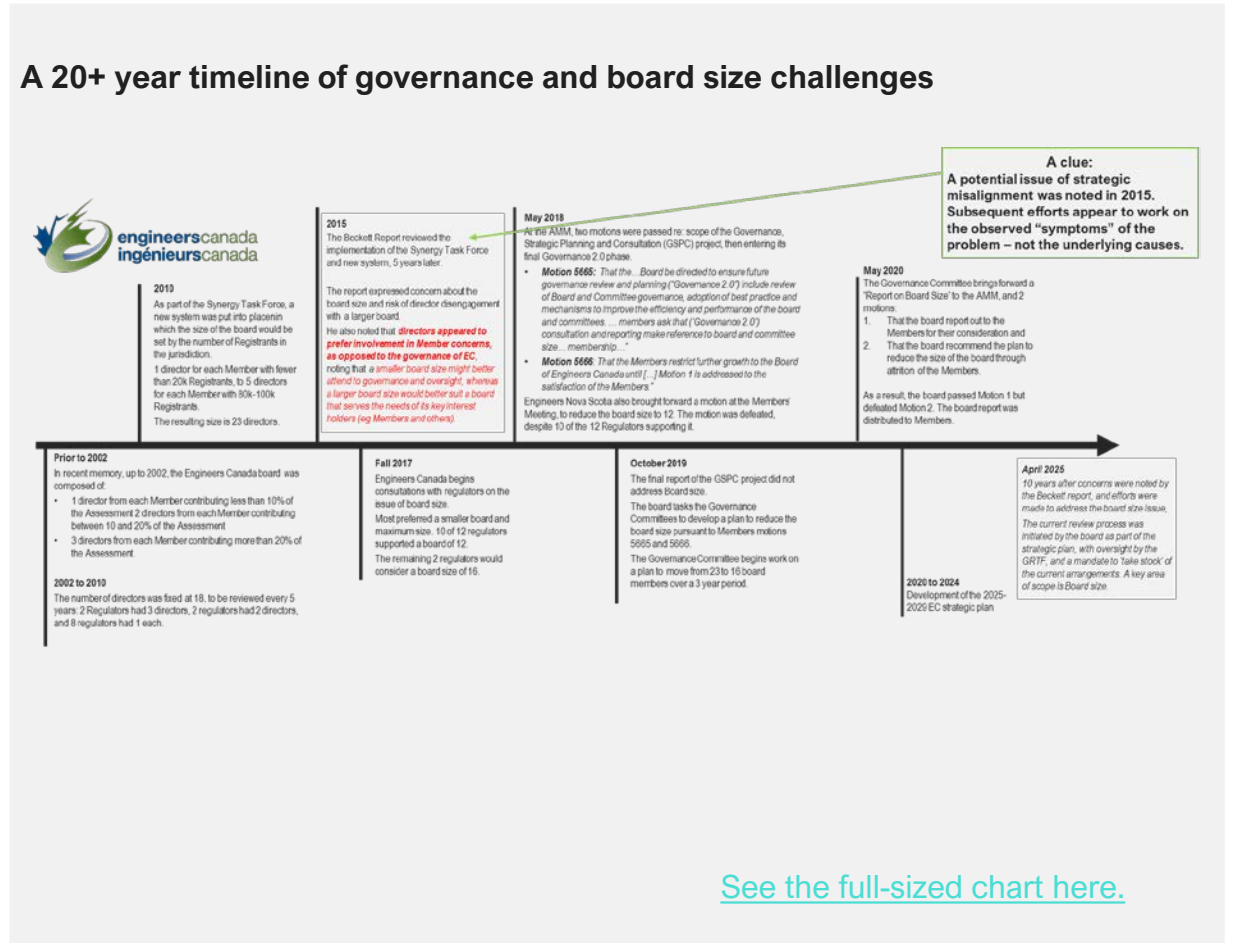 A 20+ year timeline of governance and board size challenges
A clue:
A potential issue of strategic
misalignment was noted in 2015.
Subsequent efforts appear to work on
the observed “symptoms” of the
problem – not the underlying causes.
engineerscanada
ingénieurscanada
2010
As part of the Synergy Task Force, a
new system was put into placenin
which the size of the board would be
set by the number of Registrants in
the jurisdiction.
1 director for each Member with fewer
than 20k Registrants, to 5 directors
for each Member with 80k-100k
Registrants.
The resulting size is 23 directors.
2015
The Beckett Report reviewed the
implementation of the Synergy Task Force
and new system, 5 years later.
The report expressed concern about the
board size and risk of director disengagement
with a larger board.
He also noted that directors appeared to
prefer involvement in Member concerns,
as opposed to the governance of EC,
noting that a smaller board size might better
attend to governance and oversight, whereas
a larger board size would better suit a board
that serves the needs of its key interest
holders (eg Members and others).
May 2018
At the AMM, two motions were passed re: scope of the Governance,
Strategic Planning and Consultation (GSPC) project, then entering its
final Governance 2.0 phase.
• Motion 5665: That the…Board be directed to ensure future
governance review and planning (“Governance 2.0”) include review
of Board and Committee governance, adoption of best practice and
mechanisms to improve the efficiency and performance of the board
and committees. … members ask that (‘Governance 2.0’)
consultation and reporting make reference to board and committee
size… membership…”
• Motion 5666: That the Members restrict further growth to the Board
of Engineers Canada until […] Motion 1 is addressed to the
satisfaction of the Members.”
Engineers Nova Scotia also brought forward a motion at the Members’
Meeting, to reduce the board size to 12. The motion was defeated,
despite 10 of the 12 Regulators supporting it.
May 2020
The Governance Committee brings forward a
“Report on Board Size’ to the AMM, and 2
motions:
1. That the board report out to the
Members for their consideration and
2. That the board recommend the plan to
reduce the size of the board through
attrition of the Members.
As a result, the board passed Motion 1 but
defeated Motion 2. The board report was
distributed to Members.
Prior to 2002
In recent memory, up to 2002, the Engineers Canada board was
composed of:
• 1 director from each Member contributing less than 10% of
the Assessment 2 directors from each Member contributing
between 10 and 20% of the Assessment
• 3 directors from each Member contributing more than 20% of
the Assessment
2002 to 2010
The number of directors was fixed at 18, to be reviewed every 5
years: 2 Regulators had 3 directors, 2 regulators had 2 directors,
and 8 regulators had 1 each.
Fall 2017
Engineers Canada begins
consultations with regulators on the
issue of board size.
Most preferred a smaller board and
maximum size. 10 of 12 regulators
supported a board of 12.
The remaining 2 regulators would
consider a board size of 16.
October 2019
The final report of the GSPC project did not
address Board size.
The board tasks the Governance
Committees to develop a plan to reduce the
board size pursuant to Members motions
5665 and 5666.
The Governance Committee begins work on
a plan to move from 23 to 16 board
members over a 3 year period.
2020 to 2024
Development of the 2025-
2029 EC strategic plan
April 2025
10 years after concerns were noted by
the Beckett report, and efforts were
made to address the board size issue,
The current review process was
initiated by the board as part of the
strategic plan, with oversight by the
GRTF, and a mandate to ‘take stock’ of
the current arrangements. A key area
of scope is Board size.
See the full-sized chart here.